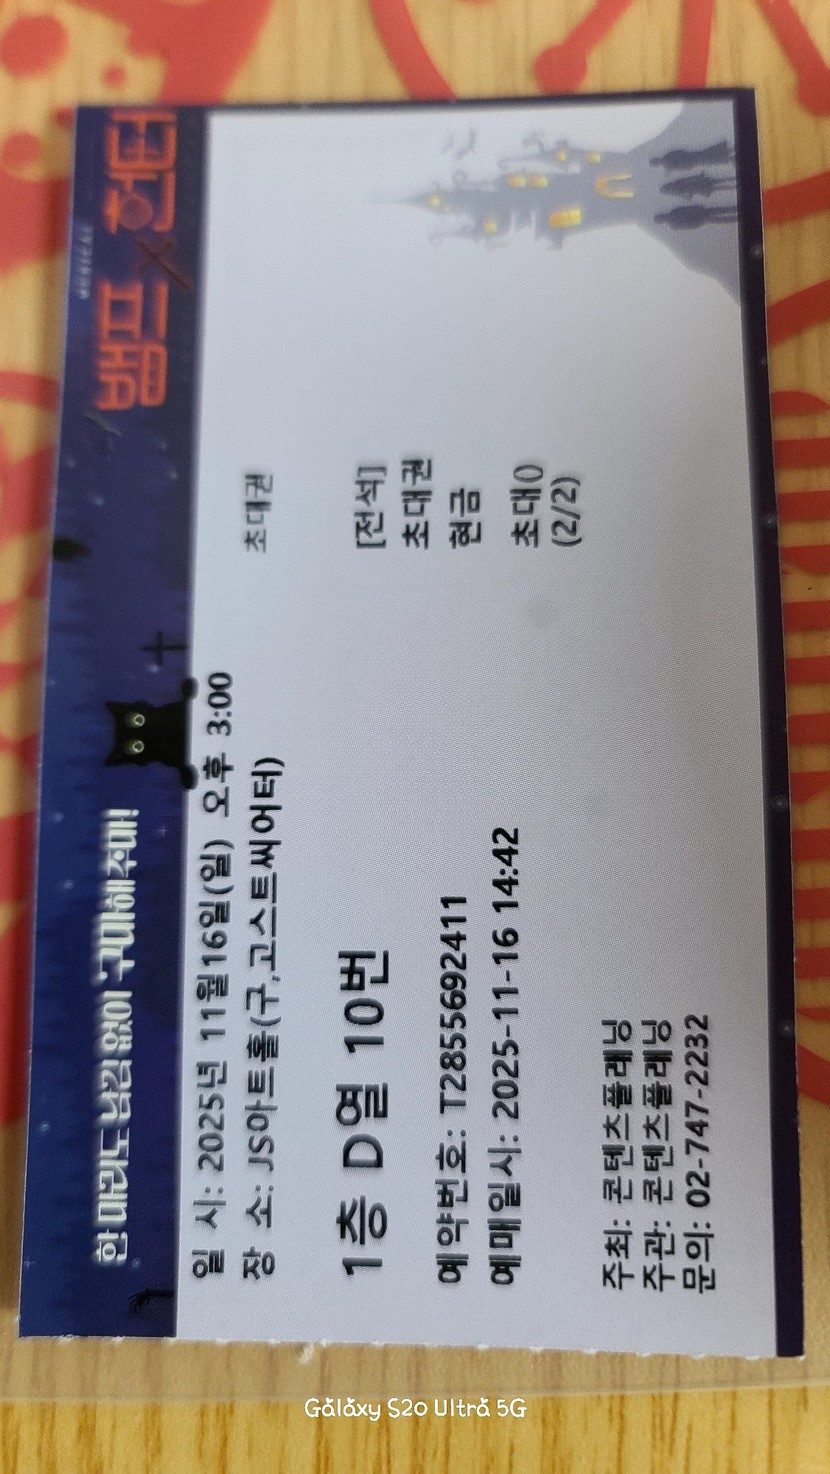 한 마리도 남김 없이 '구마'해 주마!
뱀프 X 헌터
일 시: 2025년 11월16일(일) 오후 3:00
장 소: JS아트홀(구,고스트씨어터)
초대권
1층 D열 10번
[전석]
초대권
현금
예약번호: T2855692411
예매일시: 2025-11-16 14:42
초대()
(2/2)
주최: 콘텐츠플래닝
주관: 콘텐츠플래닝
문의: 02-747-2232
Galaxy S20 Ultra 5G